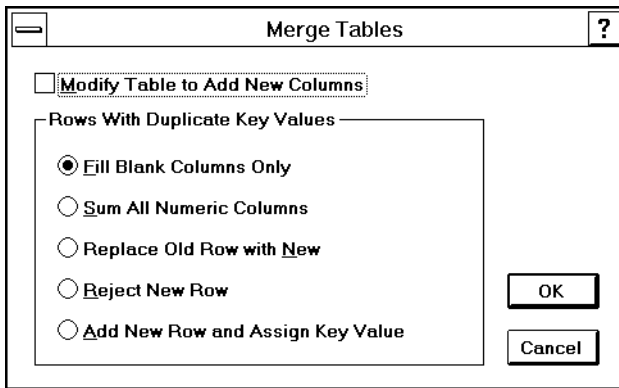 Merge Tables
?
Modify Table to Add New Columns
Rows With Duplicate Key Values
Fill Blank Columns Only
Sum All Numeric Columns
Replace Old Row with New
Reject New Row
Add New Row and Assign Key Value
OK
Cancel